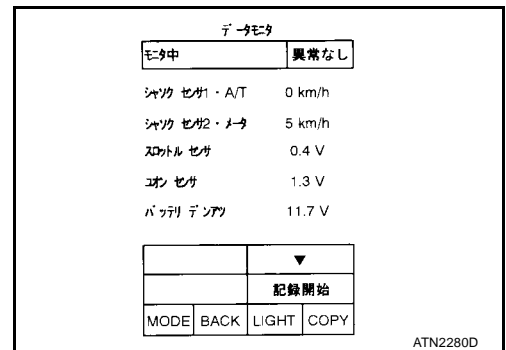 データモニタ
モニタ中 異常なし
シャソク センサ1・A/T 0 km/h
シャソク センサ2・メータ 5 km/h
スロットル センサ 0.4 V
ユオン センサ 1.3 V
バッテリ デンアツ 11.7 V
▼
記録開始
MODE BACK LIGHT COPY
ATN2280D